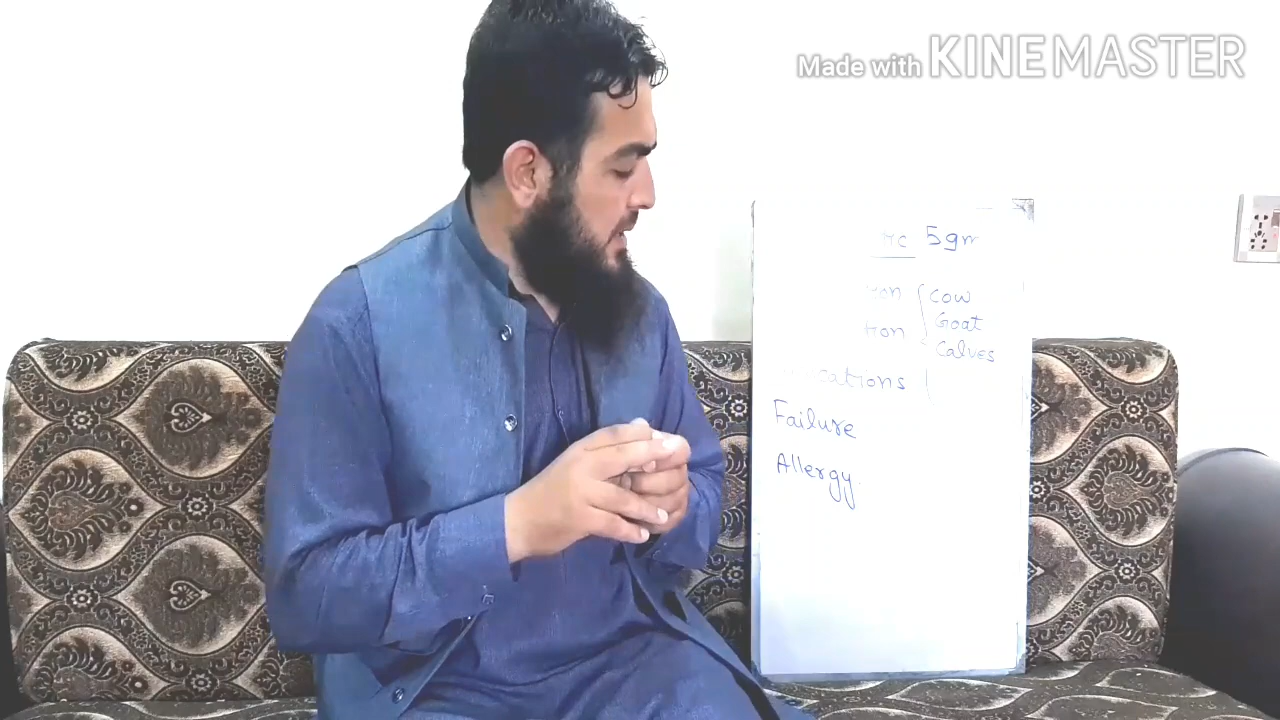 Made with KINEMASTER
5gm
Cow
Goat
Calves
Failure
Allergy